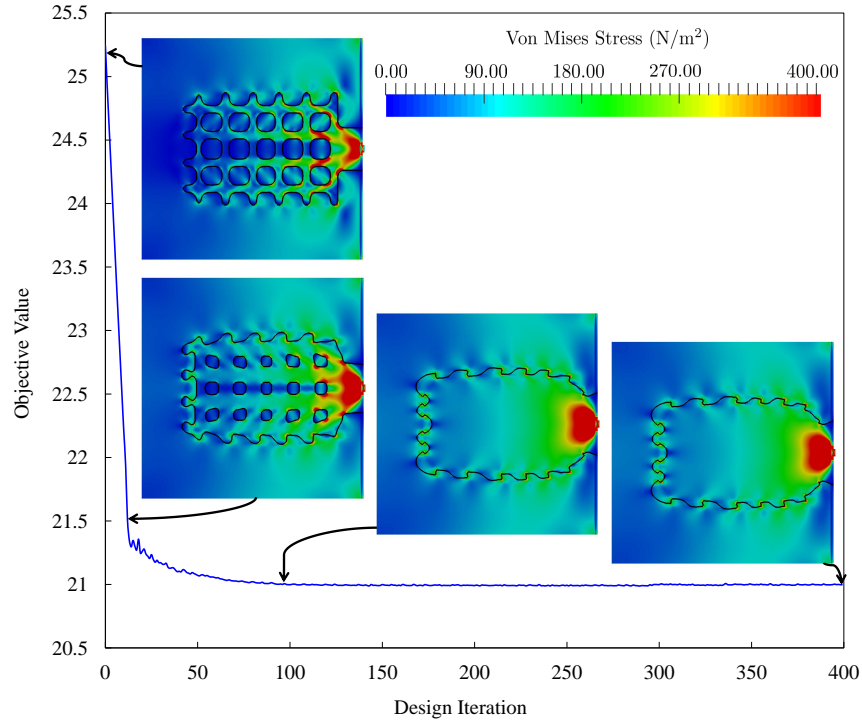 Von Mises Stress (N/m²)
0.00 90.00 180.00 270.00 400.00
25.5
25
24.5
24
23.5
23
22.5
22
21.5
21
20.5
Objective Value
0 50 100 150 200 250 300 350 400
Design Iteration